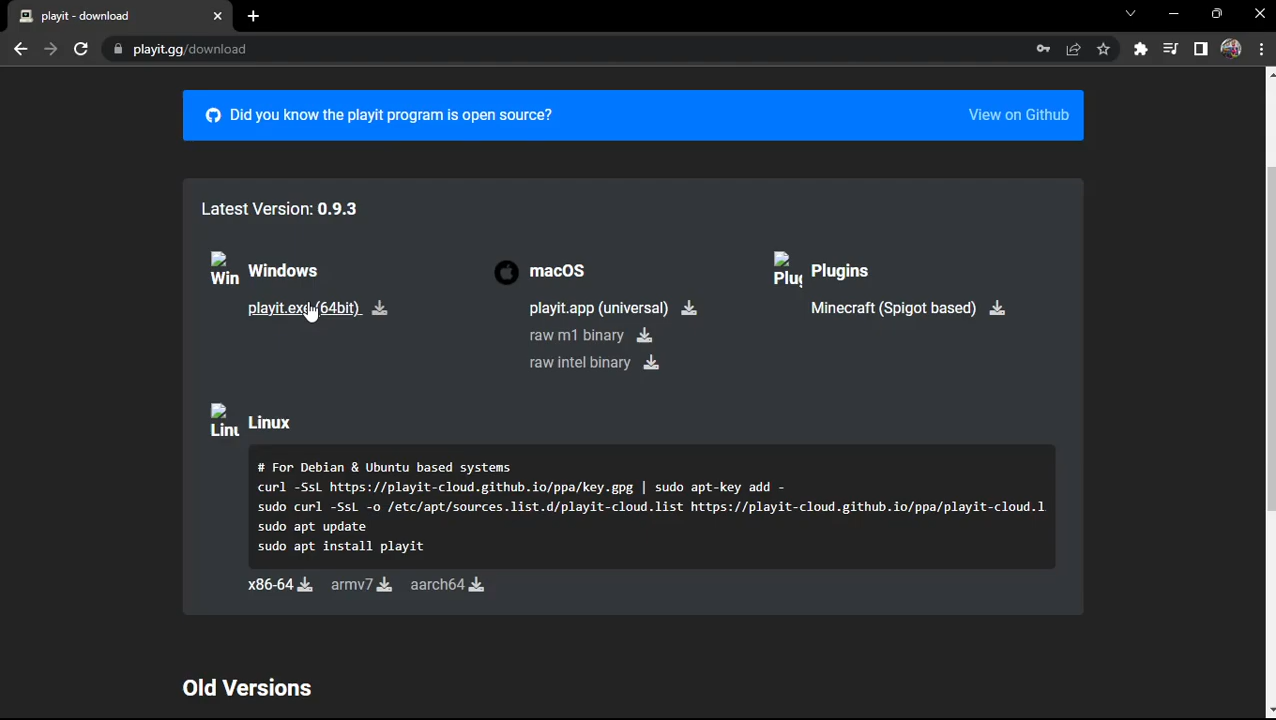 playit - download
playit.gg/download
Did you know the playit program is open source?
View on Github
Latest Version: 0.9.3
Win
Windows
playit.exe (64bit)
macOS
playit.app (universal)
raw m1 binary
raw intel binary
Plug
Plugins
Minecraft (Spigot based)
Linu
Linux
# For Debian & Ubuntu based systems
curl -SsL https://playit-cloud.github.io/ppa/key.gpg | sudo apt-key add -
sudo curl -SsL -o /etc/apt/sources.list.d/playit-cloud.list https://playit-cloud.github.io/ppa/playit-cloud.l
sudo apt update
sudo apt install playit
x86-64 armv7 aarch64
Old Versions